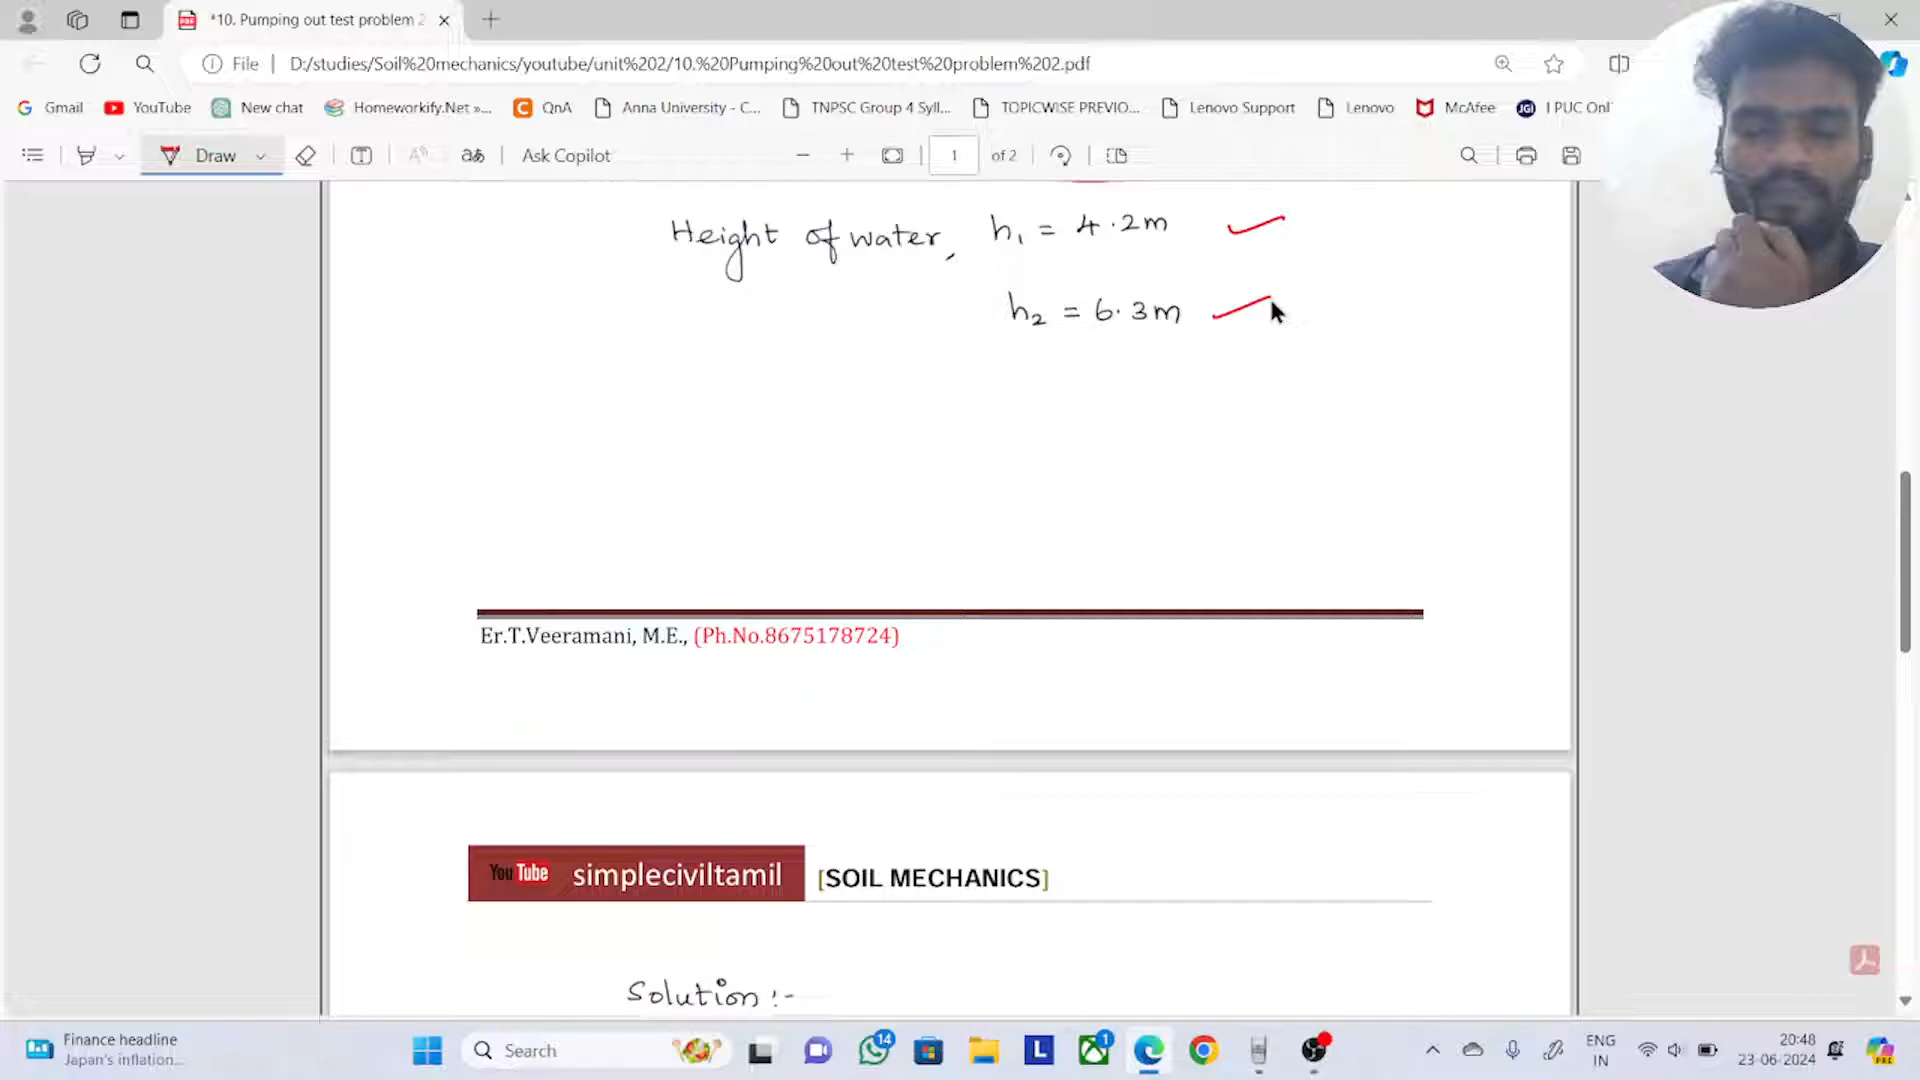 *10. Pumping out test problem 2
File
D:/studies/Soil%20mechanics/youtube/unit%202/10.%20Pumping%20out%20test%20problem%202.pdf
Gmail
YouTube
New chat
Homeworkify.Net »...
QnA
Anna University - C...
TNPSC Group 4 Syll...
TOPICWISE PREVIO...
Lenovo Support
Lenovo
McAfee
I PUC Onl
Draw
Ask Copilot
1 of 2
Height of water, h₁ = 4.2m
h₂ = 6.3m
Er.T.Veeramani, M.E., (Ph.No.8675178724)
YouTube simpleciviltamil [SOIL MECHANICS]
Solution :-
Finance headline
Japan's inflation...
Search
14
1
ENG
IN
20:48
23-06-2024